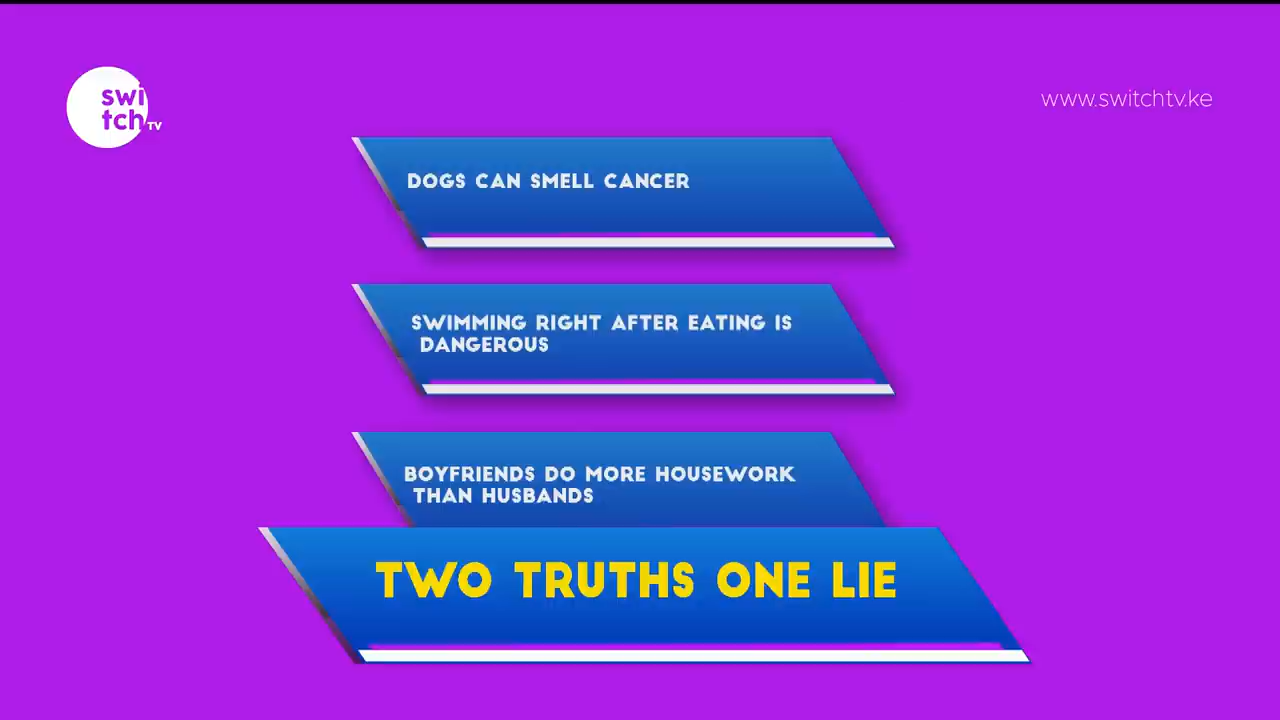 swi
tch TV
www.switchtv.ke
DOGS CAN SMELL CANCER
SWIMMING RIGHT AFTER EATING IS
DANGEROUS
BOYFRIENDS DO MORE HOUSEWORK
THAN HUSBANDS
TWO TRUTHS ONE LIE